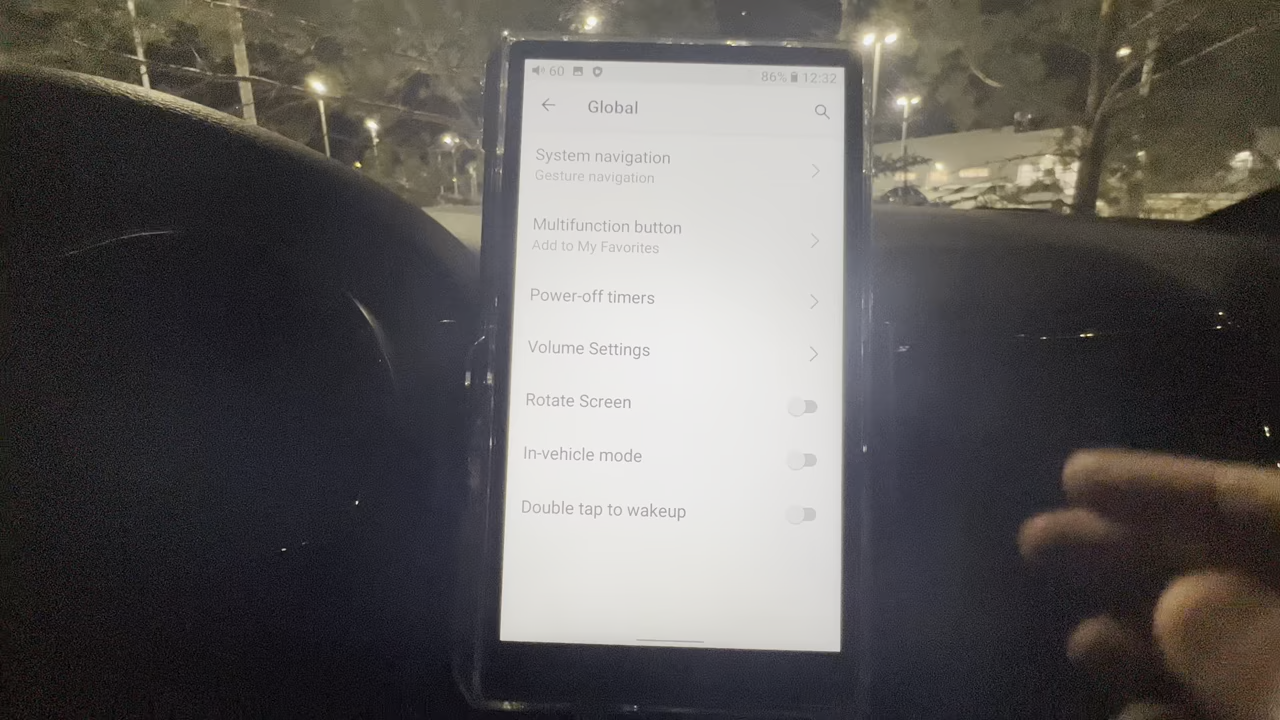 60
86% 12:32
Global
System navigation
Gesture navigation
Multifunction button
Add to My Favorites
Power-off timers
Volume Settings
Rotate Screen
In-vehicle mode
Double tap to wakeup